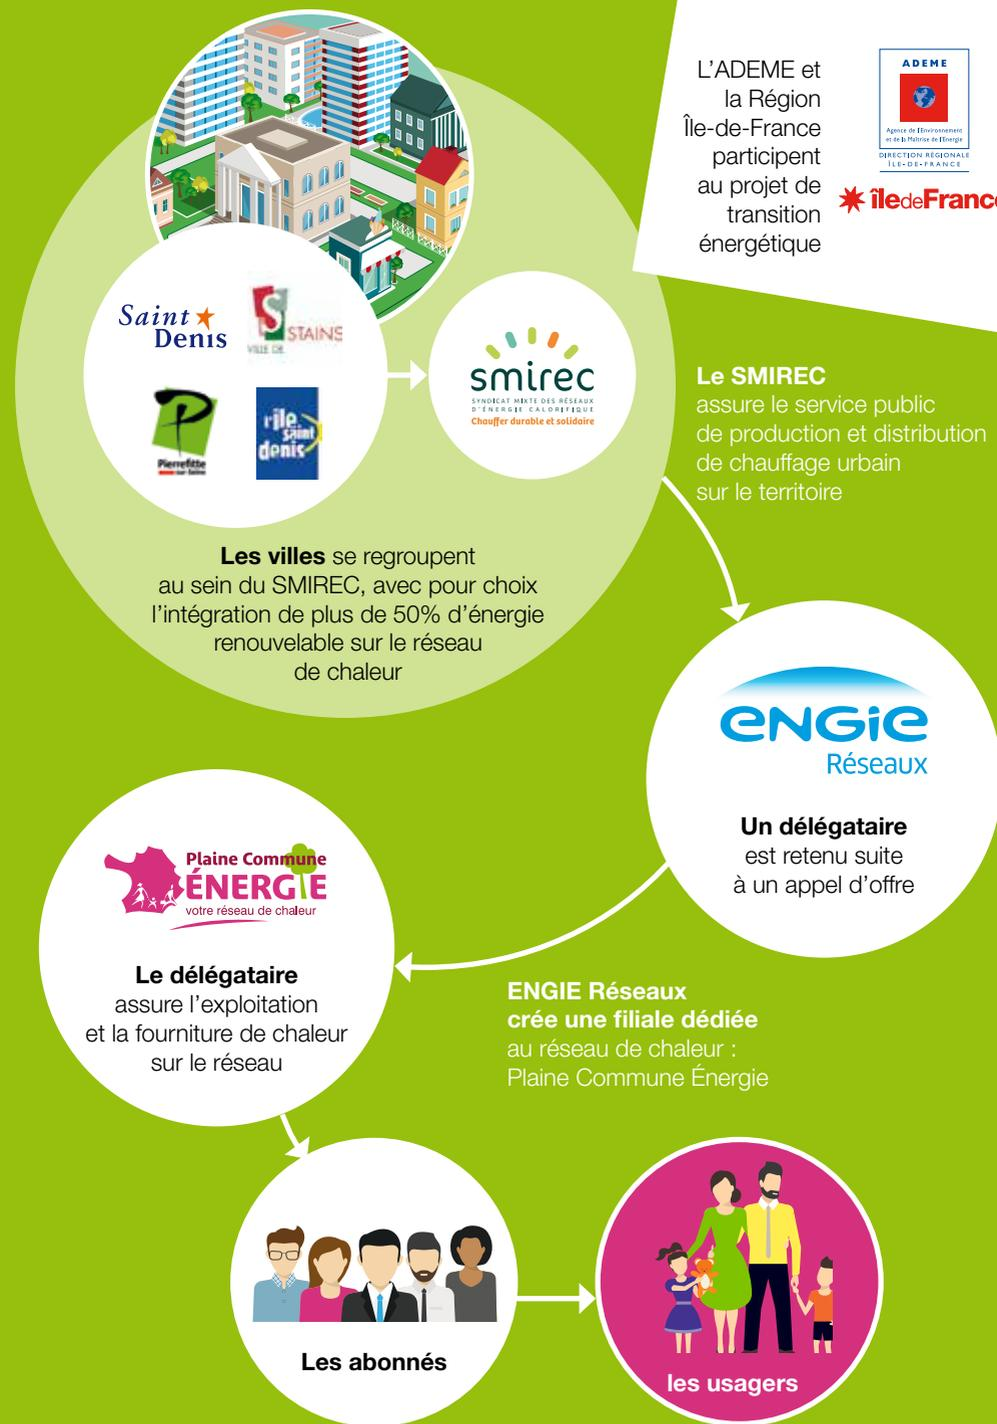 L'ADEME et
la Région
Île-de-France
participent
au projet de
transition
énergétique
ADEME
Agence de l'Environnement
et de la Maîtrise de l'Energie
DIRECTION RÉGIONALE
ÎLE-DE-FRANCE
îledeFrance
Saint
Denis
S
STAINS
VILLE DE
P
Pierrefitte
sur-Seine
l'île
saint
denis
smirec
SYNDICAT MIXTE DES RÉSEAUX
D'ÉNERGIE CALORIFIQUE
Chauffer durable et solidaire
Le SMIREC
assure le service public
de production et distribution
de chauffage urbain
sur le territoire
Les villes se regroupent
au sein du SMIREC, avec pour choix
l'intégration de plus de 50% d'énergie
renouvelable sur le réseau
de chaleur
ENGIE
Réseaux
Un délégataire
est retenu suite
à un appel d'offre
Plaine Commune
ÉNERGIE
votre réseau de chaleur
Le délégataire
assure l'exploitation
et la fourniture de chaleur
sur le réseau
ENGIE Réseaux
crée une filiale dédiée
au réseau de chaleur :
Plaine Commune Énergie
Les abonnés
les usagers